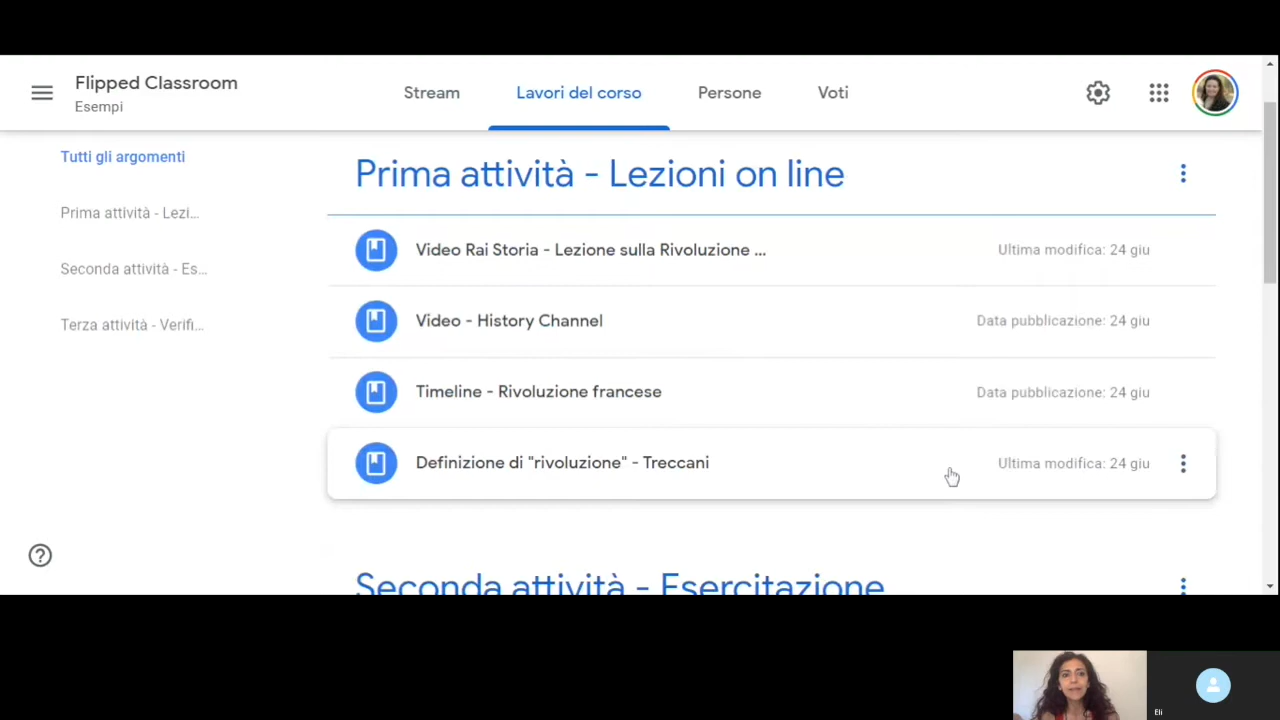 Flipped Classroom
Esempi
Stream
Lavori del corso
Persone
Voti
Tutti gli argomenti
Prima attività - Lezi...
Seconda attività - Es...
Terza attività - Verifi...
Prima attività - Lezioni on line
Video Rai Storia - Lezione sulla Rivoluzione ...
Ultima modifica: 24 giu
Video - History Channel
Data pubblicazione: 24 giu
Timeline - Rivoluzione francese
Data pubblicazione: 24 giu
Definizione di "rivoluzione" - Treccani
Ultima modifica: 24 giu
Seconda attività - Esercitazione
Eli